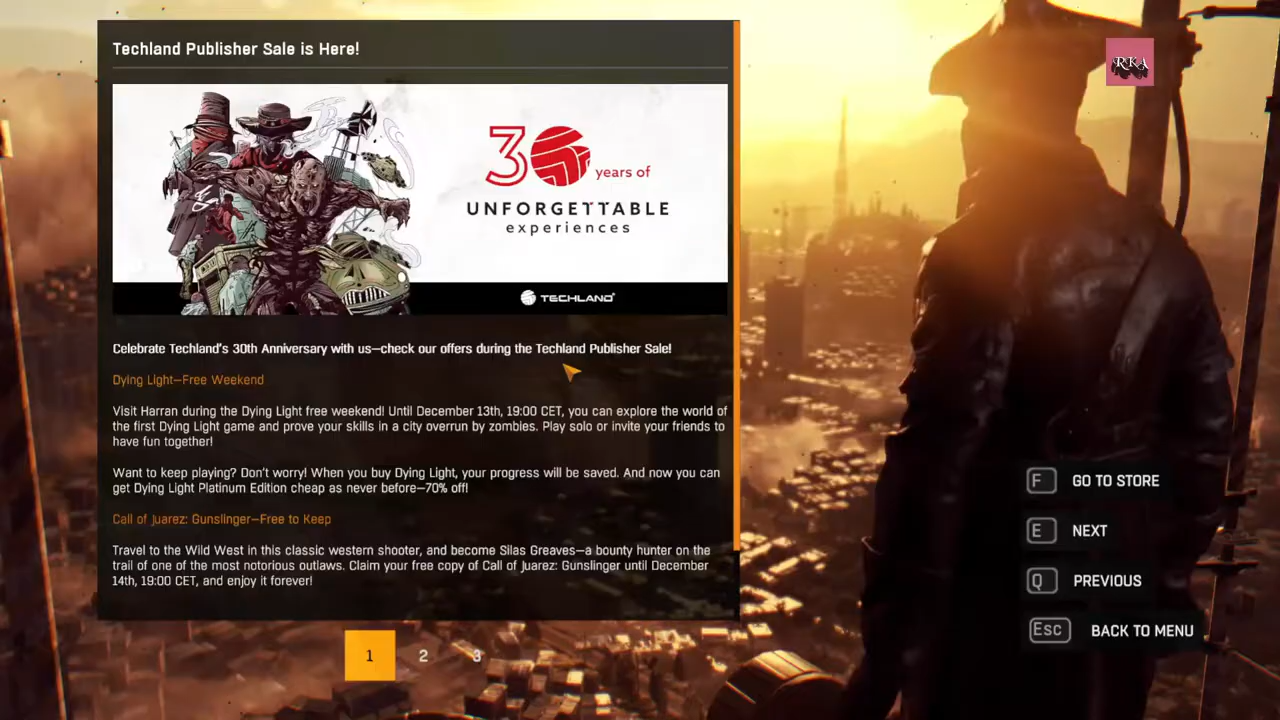 Techland Publisher Sale is Here!
RKA
30 years of
UNFORGETTABLE
experiences
TECHLAND
Celebrate Techland's 30th Anniversary with us—check our offers during the Techland Publisher Sale!
Dying Light—Free Weekend
Visit Harran during the Dying Light free weekend! Until December 13th, 19:00 CET, you can explore the world of
the first Dying Light game and prove your skills in a city overrun by zombies. Play solo or invite your friends to
have fun together!
Want to keep playing? Don't worry! When you buy Dying Light, your progress will be saved. And now you can
get Dying Light Platinum Edition cheap as never before—70% off!
Call of Juarez: Gunslinger—Free to Keep
Travel to the Wild West in this classic western shooter, and become Silas Greaves—a bounty hunter on the
trail of one of the most notorious outlaws. Claim your free copy of Call of Juarez: Gunslinger until December
14th, 19:00 CET, and enjoy it forever!
F GO TO STORE
E NEXT
Q PREVIOUS
Esc BACK TO MENU
1 2 3